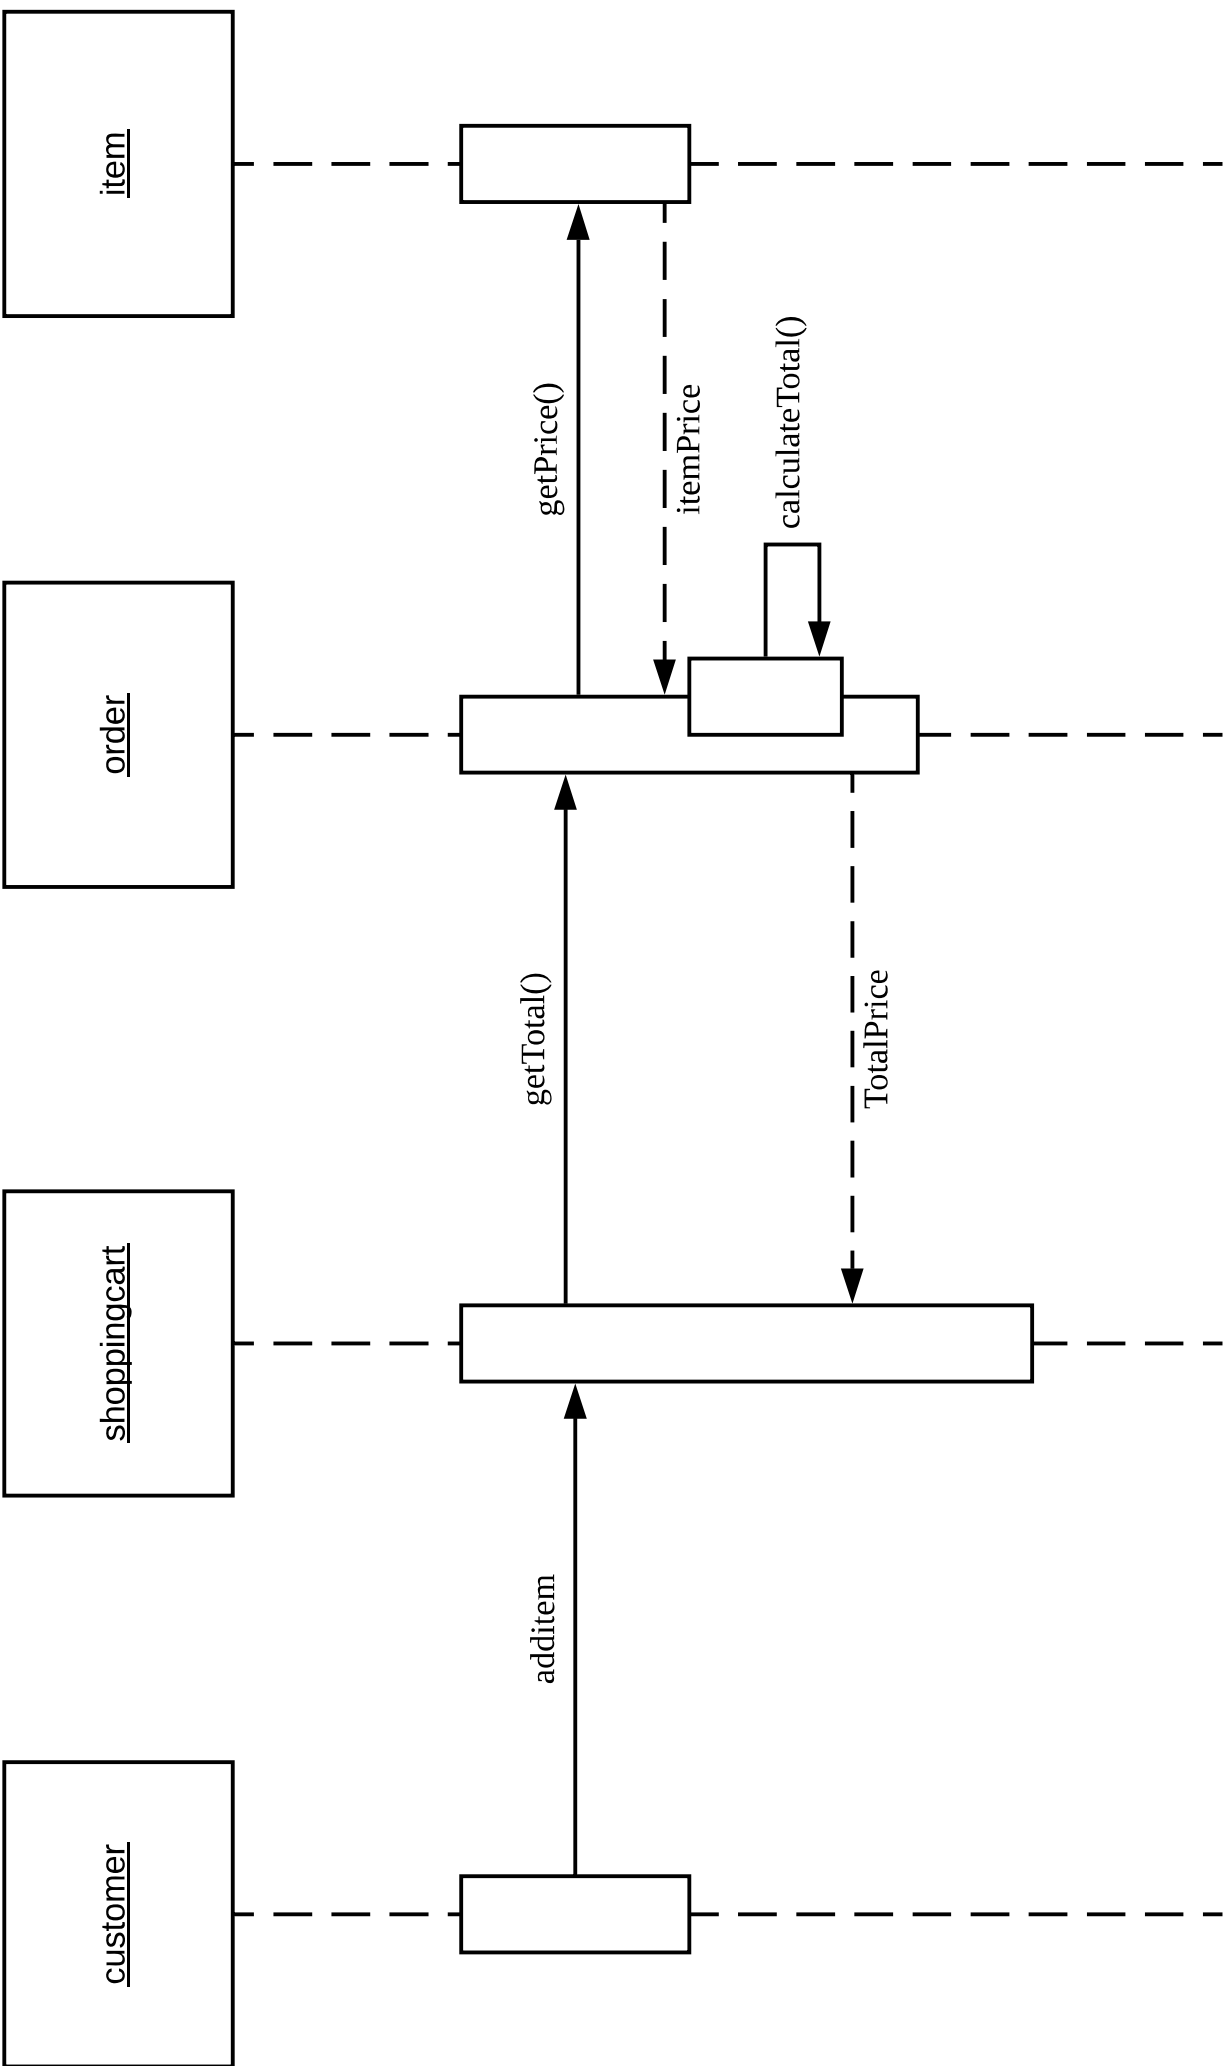 customer
shoppingcart
order
item
additem
getTotal()
getPrice()
itemPrice
calculateTotal()
TotalPrice